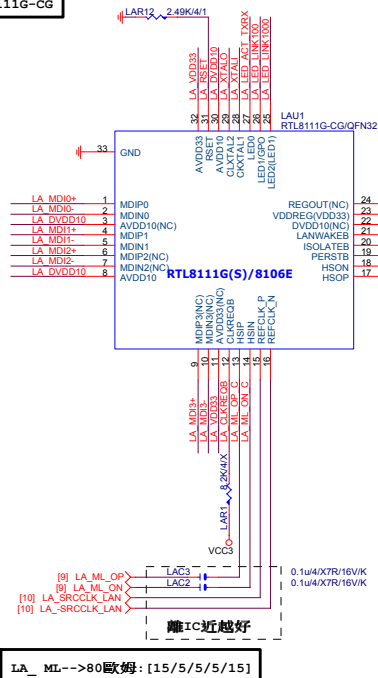 111G-CG
LAR12 2.49K/4/1
LA_VDD33
LA_RSET
LA_DVDD10
LA_XTALO
LA_XTALI
LA_LED_ACT_TXRX
LA_LED_LINK100
LA_LED_LINK1000
32
31
30
29
28
27
26
25
LAU1
RTL8111G-CG/QFN32
AVDD33
RSET
AVDD10
CLXTAL2
CKXTAL1
LED0
LED1/GPO
LED2(LED1)
33 GND
LA_MDI0+ 1 MDIP0
LA_MDI0- 2 MDIN0
LA_DVDD10 3 AVDD10(NC)
LA_MDI1+ 4 MDIP1
LA_MDI1- 5 MDIN1
LA_MDI2+ 6 MDIP2(NC)
LA_MDI2- 7 MDIN2(NC)
LA_DVDD10 8 AVDD10
RTL8111G(S)/8106E
REGOUT(NC) 24
VDDREG(VDD33) 23
DVDD10(NC) 22
LANWAKEB 21
ISOLATEB 20
PERSTB 19
HSON 18
HSOP 17
MDIP3(NC)
MDIN3(NC)
AVDD33(NC)
CLKREQB
HSIP
HSIN
REFCLK_P
REFCLK_N
9
10
11
12
13
14
15
16
LA_MDI3+
LA_MDI3-
LA_VDD33
LA_CLKREQB
LA_ML_OP_C
LA_ML_ON_C
LAR1 8.2K/4/X
VCC3
[9] LA_ML_OP LAC3 0.1u/4/X7R/16V/K
[9] LA_ML_ON LAC2 0.1u/4/X7R/16V/K
[10] LA_SRCCLK_LAN
[10] LA_-SRCCLK_LAN
離IC近越好
LA_ ML-->80歐姆:[15/5/5/5/15]